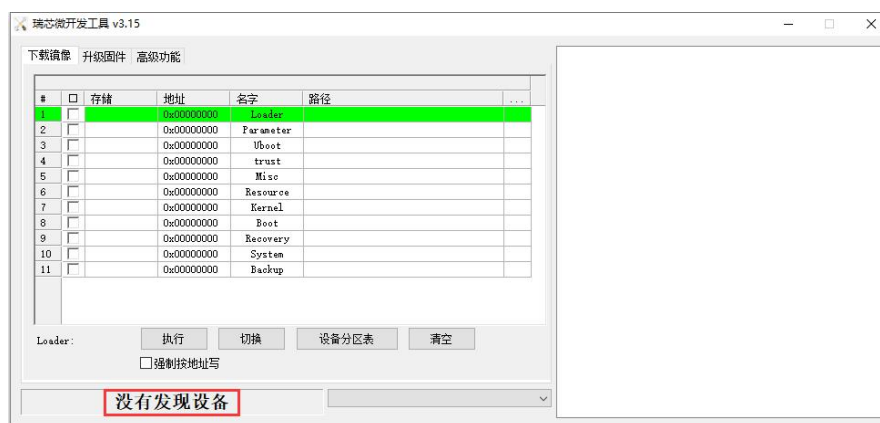 瑞芯微开发工具 v3.15
下载镜像 升级固件 高级功能
# 存储 地址 名字 路径 ...
1 0x00000000 Loader
2 0x00000000 Parameter
3 0x00000000 Uboot
4 0x00000000 trust
5 0x00000000 Misc
6 0x00000000 Resource
7 0x00000000 Kernel
8 0x00000000 Boot
9 0x00000000 Recovery
10 0x00000000 System
11 0x00000000 Backup
Loader: 执行 切换 设备分区表 清空
强制按地址写
没有发现设备